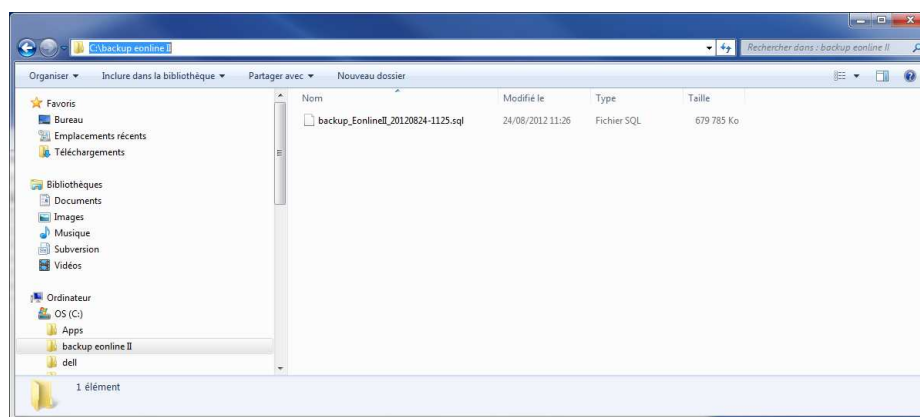 C:\backup eonline II
Rechercher dans : backup eonline II
Organiser Inclure dans la bibliothèque Partager avec Nouveau dossier
Favoris
Bureau
Emplacements récents
Téléchargements
Bibliothèques
Documents
Images
Musique
Subversion
Vidéos
Ordinateur
OS (C:)
Apps
backup eonline II
dell
Nom Modifié le Type Taille
backup_EonlineII_20120824-1125.sql 24/08/2012 11:26 Fichier SQL 679 785 Ko
1 élément